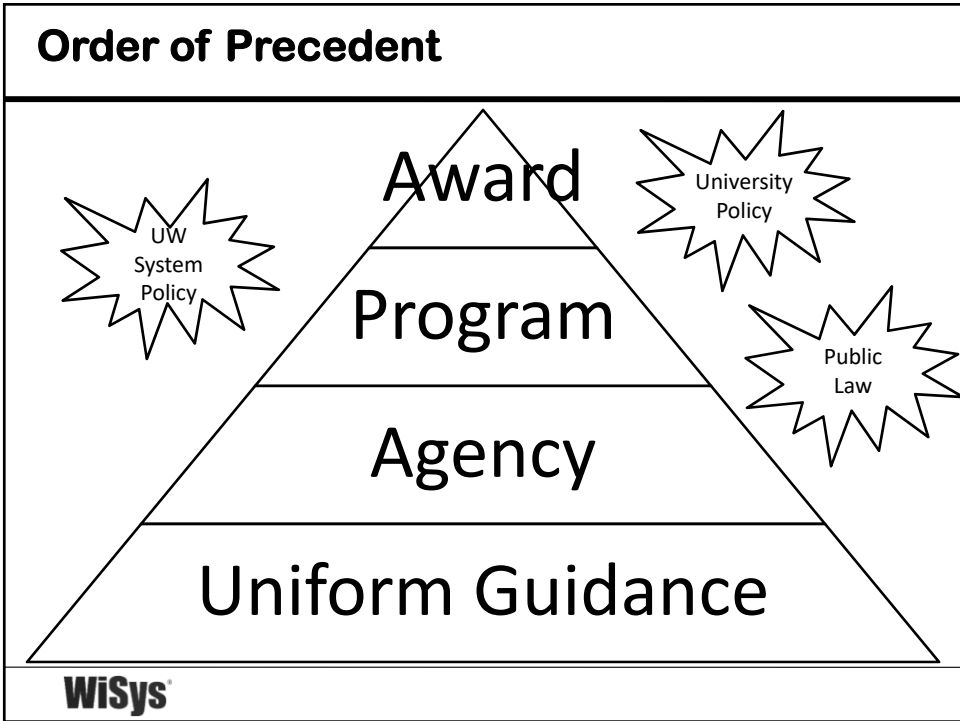 Order of Precedent
Award
University
Policy
UW
System
Policy
Program
Public
Law
Agency
Uniform Guidance
WiSys